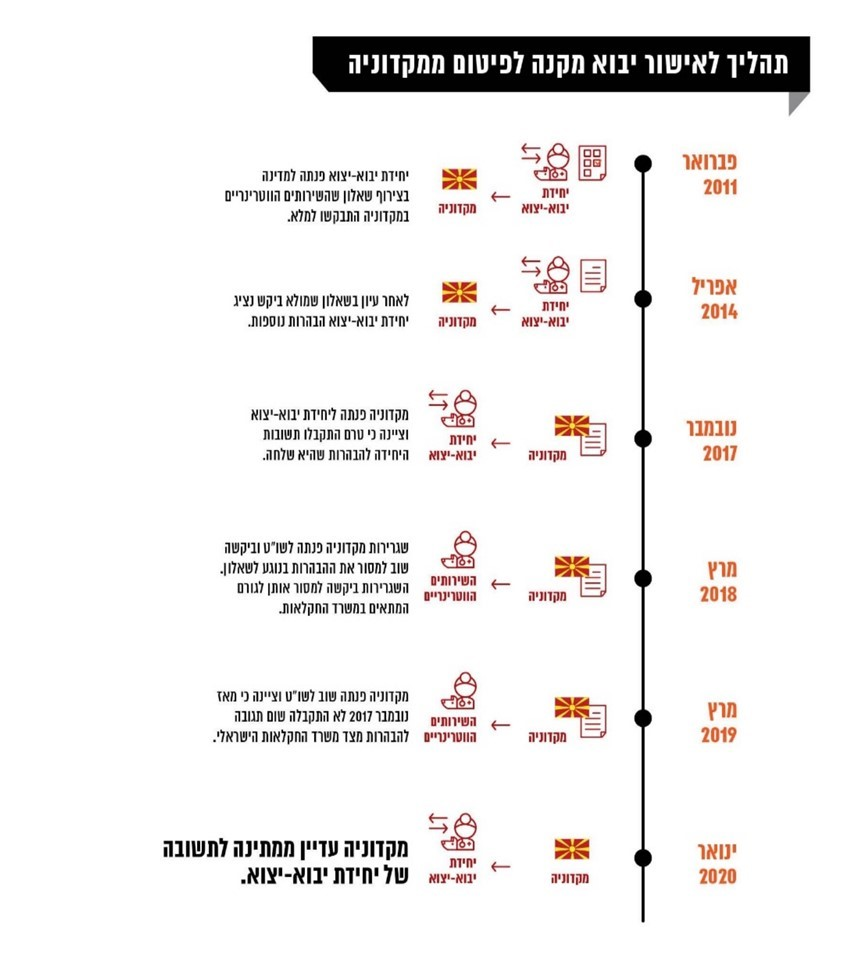 תהליך לאישור יבוא מקנה לפיטום ממקדוניה
פברואר
2011
יחידת
יבוא-יצוא
מקדוניה
יחידת יבוא-יצוא פנתה למדינה
בצירוף שאלון שהשירותים הווטרינריים
במקדוניה התבקשו למלא.
אפריל
2014
יחידת
יבוא-יצוא
מקדוניה
לאחר עיון בשאלון שמולא ביקש נציג
יחידת יבוא-יצוא הבהרות נוספות.
נובמבר
2017
מקדוניה
יחידת
יבוא-יצוא
מקדוניה פנתה ליחידת יבוא-יצוא
וציינה כי טרם התקבלו תשובות
היחידה להבהרות שהיא שלחה.
מרץ
2018
מקדוניה
השירותים
הווטרינריים
שגרירות מקדוניה פנתה לשו"ט וביקשה
שוב למסור את ההבהרות בנוגע לשאלון.
השגרירות ביקשה למסור אותן לגורם
המתאים במשרד החקלאות.
מרץ
2019
מקדוניה
השירותים
הווטרינריים
מקדוניה פנתה שוב לשו"ט וציינה כי מאז
נובמבר 2017 לא התקבלה שום תגובה
להבהרות מצד משרד החקלאות הישראלי.
ינואר
2020
מקדוניה
יחידת
יבוא-יצוא
מקדוניה עדיין ממתינה לתשובה
של יחידת יבוא-יצוא.